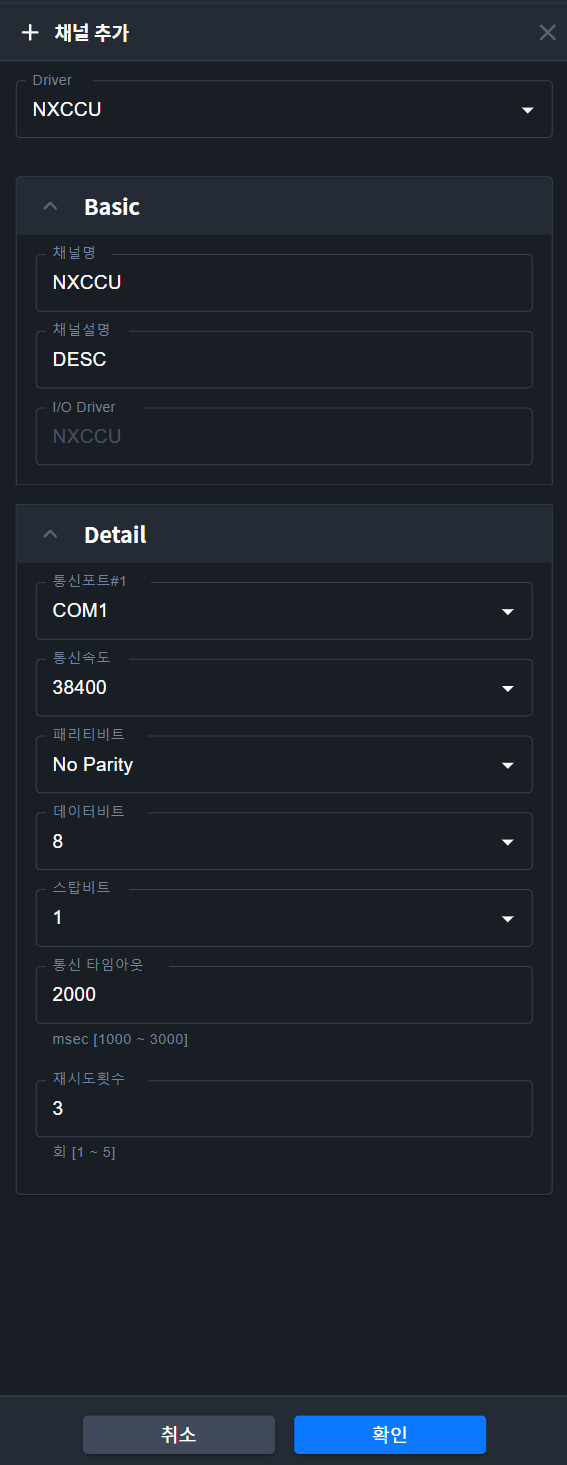 채널 추가
Driver
NXCCU
Basic
채널명
NXCCU
채널설명
DESC
I/O Driver
NXCCU
Detail
통신포트#1
COM1
통신속도
38400
패리티비트
No Parity
데이터비트
8
스탑비트
1
통신 타임아웃
2000
msec [1000 ~ 3000]
재시도횟수
3
회 [1 ~ 5]
취소
확인